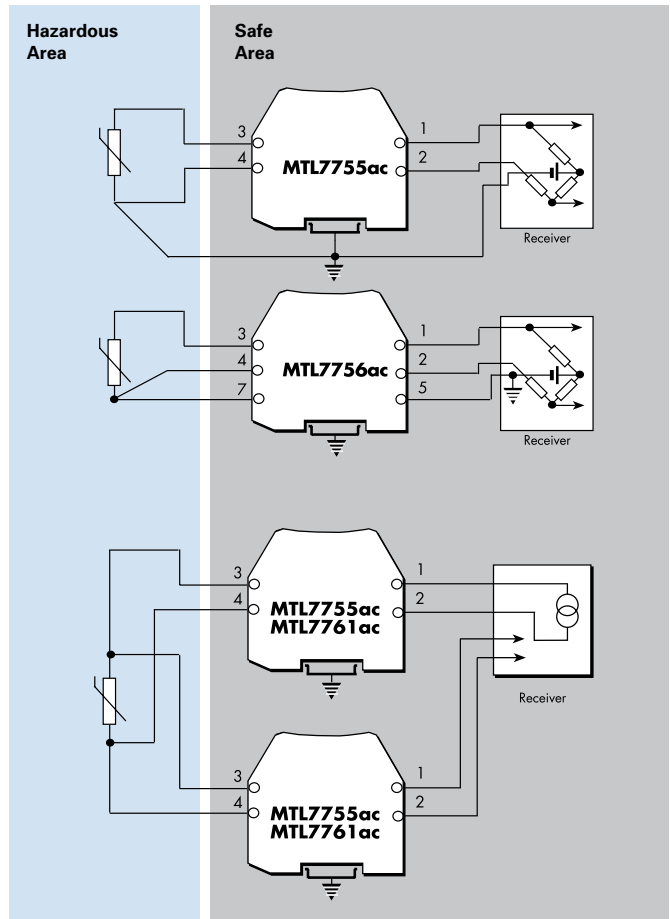 Hazardous
Area
Safe
Area
3
4
MTL7755ac
1
2
Receiver
3
4
7
MTL7756ac
1
2
5
Receiver
3
4
MTL7755ac
MTL7761ac
1
2
Receiver
3
4
MTL7755ac
MTL7761ac
1
2